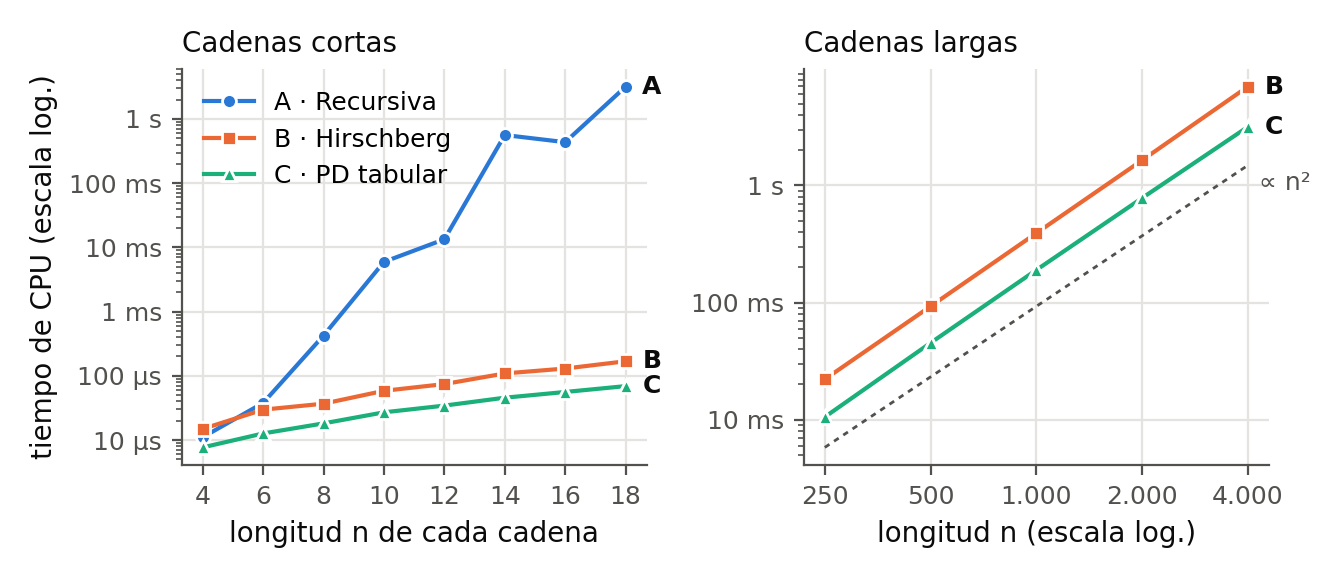 Cadenas cortas
tiempo de CPU (escala log.)
1 s
100 ms
10 ms
1 ms
100 µs
10 µs
A · Recursiva
B · Hirschberg
C · PD tabular
A
B
C
4 6 8 10 12 14 16 18
longitud n de cada cadena
Cadenas largas
1 s
100 ms
10 ms
B
C
∝ n²
250 500 1.000 2.000 4.000
longitud n (escala log.)